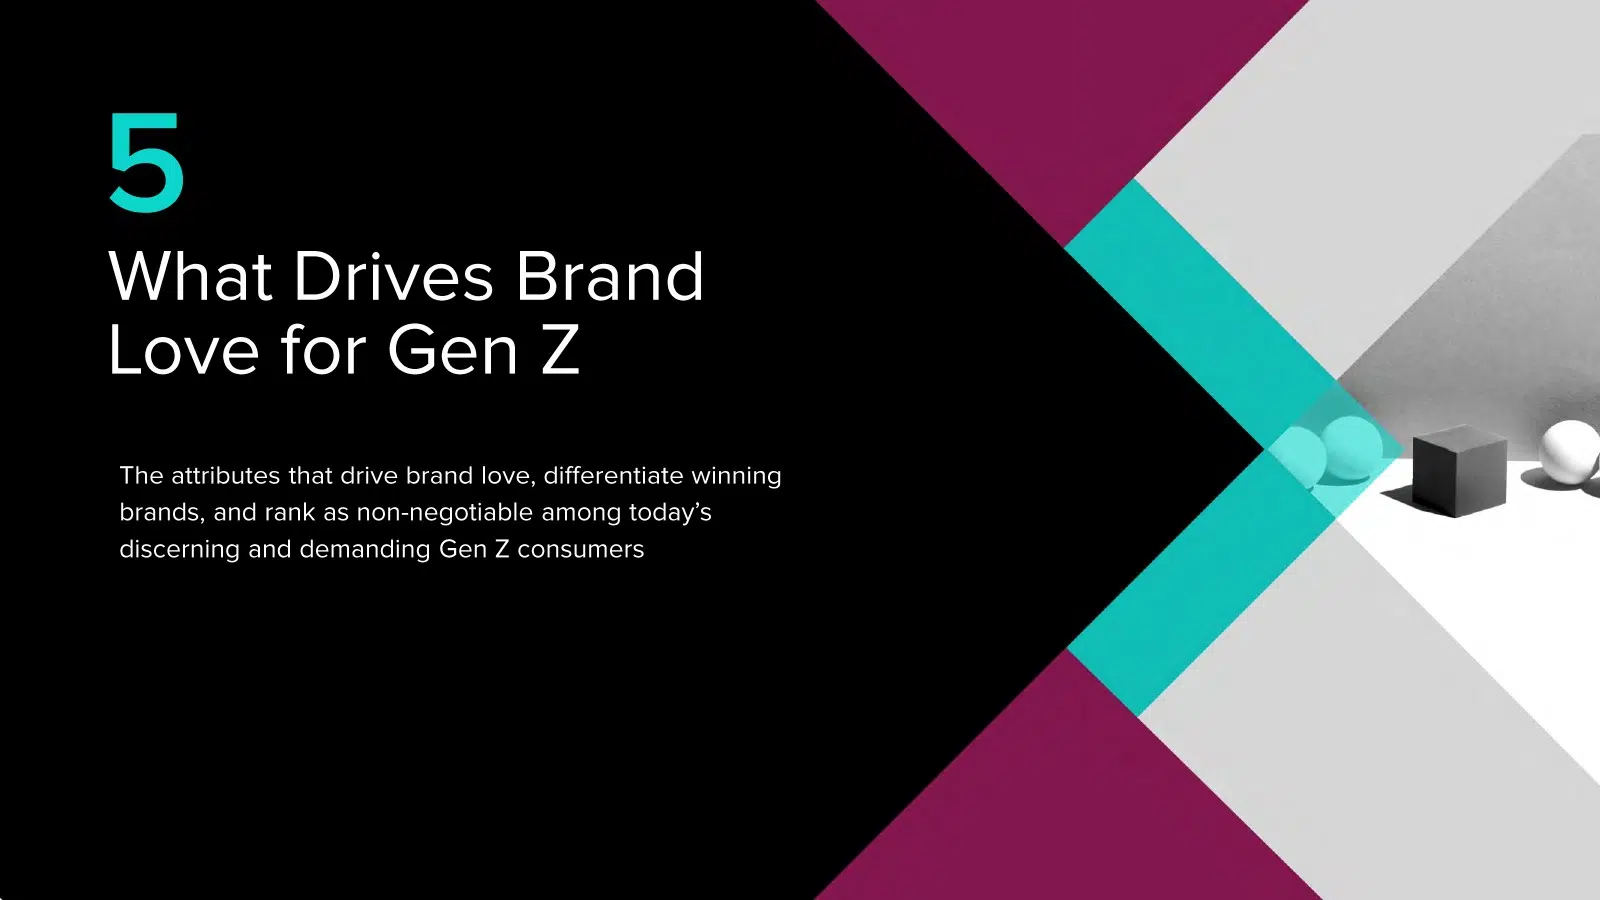 5
What Drives Brand
Love for Gen Z
The attributes that drive brand love, differentiate winning
brands, and rank as non-negotiable among today’s
discerning and demanding Gen Z consumers